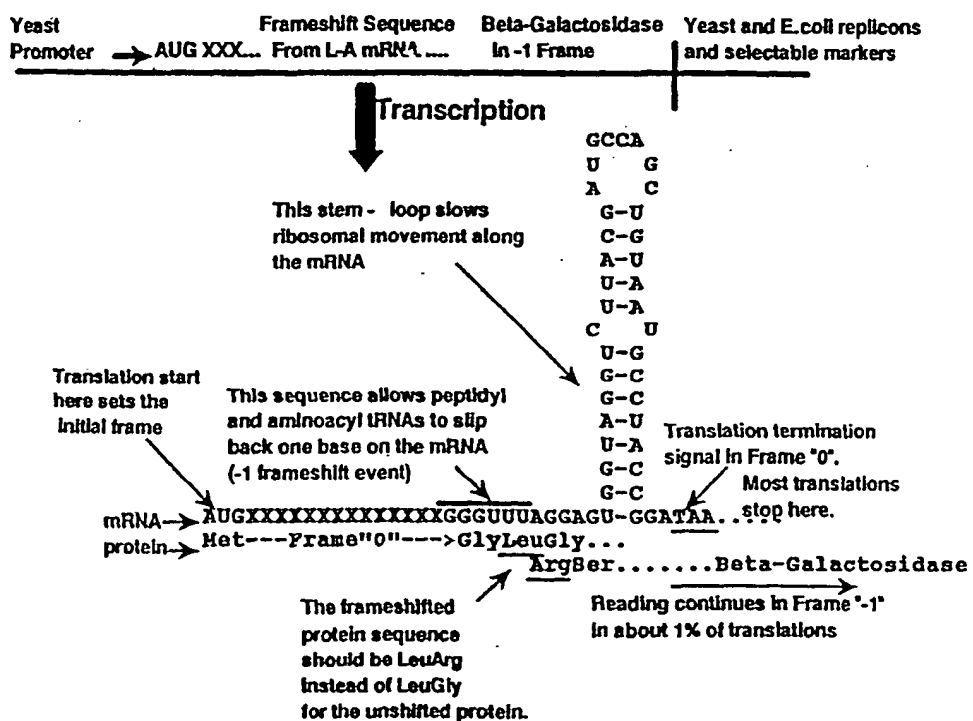 Yeast Promoter
AUG XXX...
Frameshift Sequence
From L-A mRNA ....
Beta-Galactosidase
in -1 Frame
Yeast and E.coli replicons
and selectable markers
Transcription
This stem - loop slows
ribosomal movement along
the mRNA
GCCA
U G
A C
G-U
C-G
A-U
U-A
U-A
C U
U-G
G-C
G-C
A-U
U-A
G-C
G-C
Translation start
here sets the
initial frame
This sequence allows peptidyl
and aminoacyl tRNAs to slip
back one base on the mRNA
(-1 frameshift event)
Translation termination
signal in Frame "0".
Most translations
stop here.
mRNA
AUGXXXXXXXXXXXXXXGGGUUUAGGAGU-GGATAA.....
protein
Met---Frame"0"--->GlyLeuGly...
ArgSer.......Beta-Galactosidase
The frameshifted
protein sequence
should be LeuArg
instead of LeuGly
for the unshifted protein.
Reading continues in Frame "-1"
in about 1% of translations